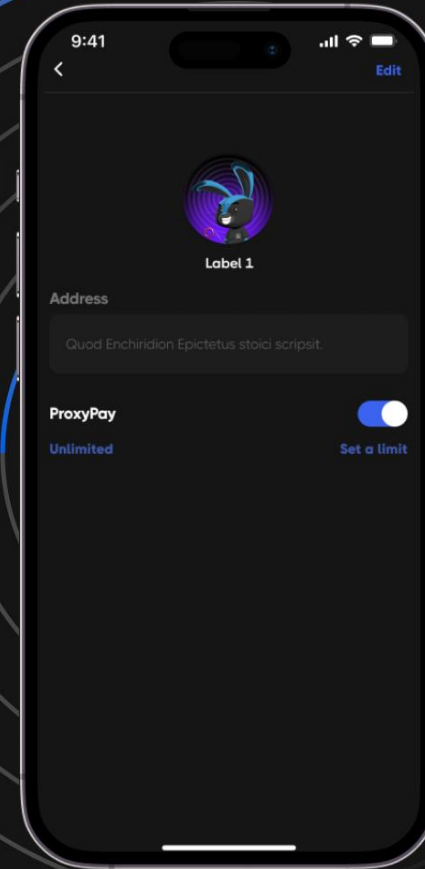 9:41
Edit
Label 1
Address
Quod Enchiridion Epictetus stoici scripsit.
ProxyPay
Unlimited Set a limit